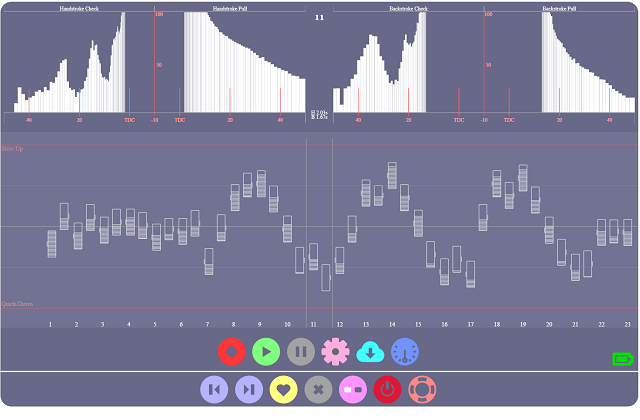 Handstroke Check Handstroke Pull 11 Backstroke Check Backstroke Pull
100 100
50 50
40 20 TDC -10 TDC 20 40 40 20 TDC -10 TDC 20 40
Slow Up
Quick Down
1 2 3 4 5 6 7 8 9 10 11 12 13 14 15 16 17 18 19 20 21 22 23